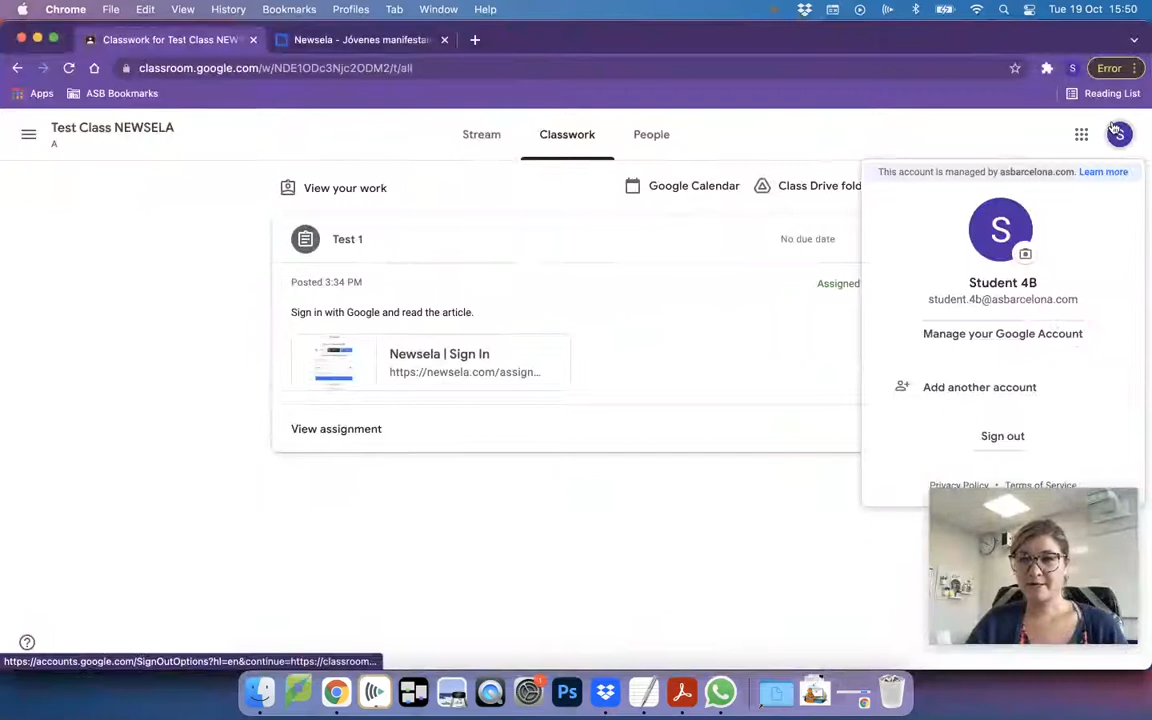 Chrome File Edit View History Bookmarks Profiles Tab Window Help Tue 19 Oct 15:50
Classwork for Test Class NEW Newsela - Jóvenes manifesta
classroom.google.com/w/NDE1ODc3Njc2ODM2/t/all S Error
Apps ASB Bookmarks Reading List
Test Class NEWSELA
A
Stream Classwork People S
This account is managed by asbarcelona.com. Learn more
View your work Google Calendar Class Drive fold
S
Test 1 No due date
Posted 3:34 PM Assigned
Student 4B
student.4b@asbarcelona.com
Sign in with Google and read the article.
Manage your Google Account
Newsela | Sign In
https://newsela.com/assign...
Add another account
View assignment
Sign out
Privacy Policy • Terms of Service
https://accounts.google.com/SignOutOptions?hl=en&continue=https://classroom...
1
Ps